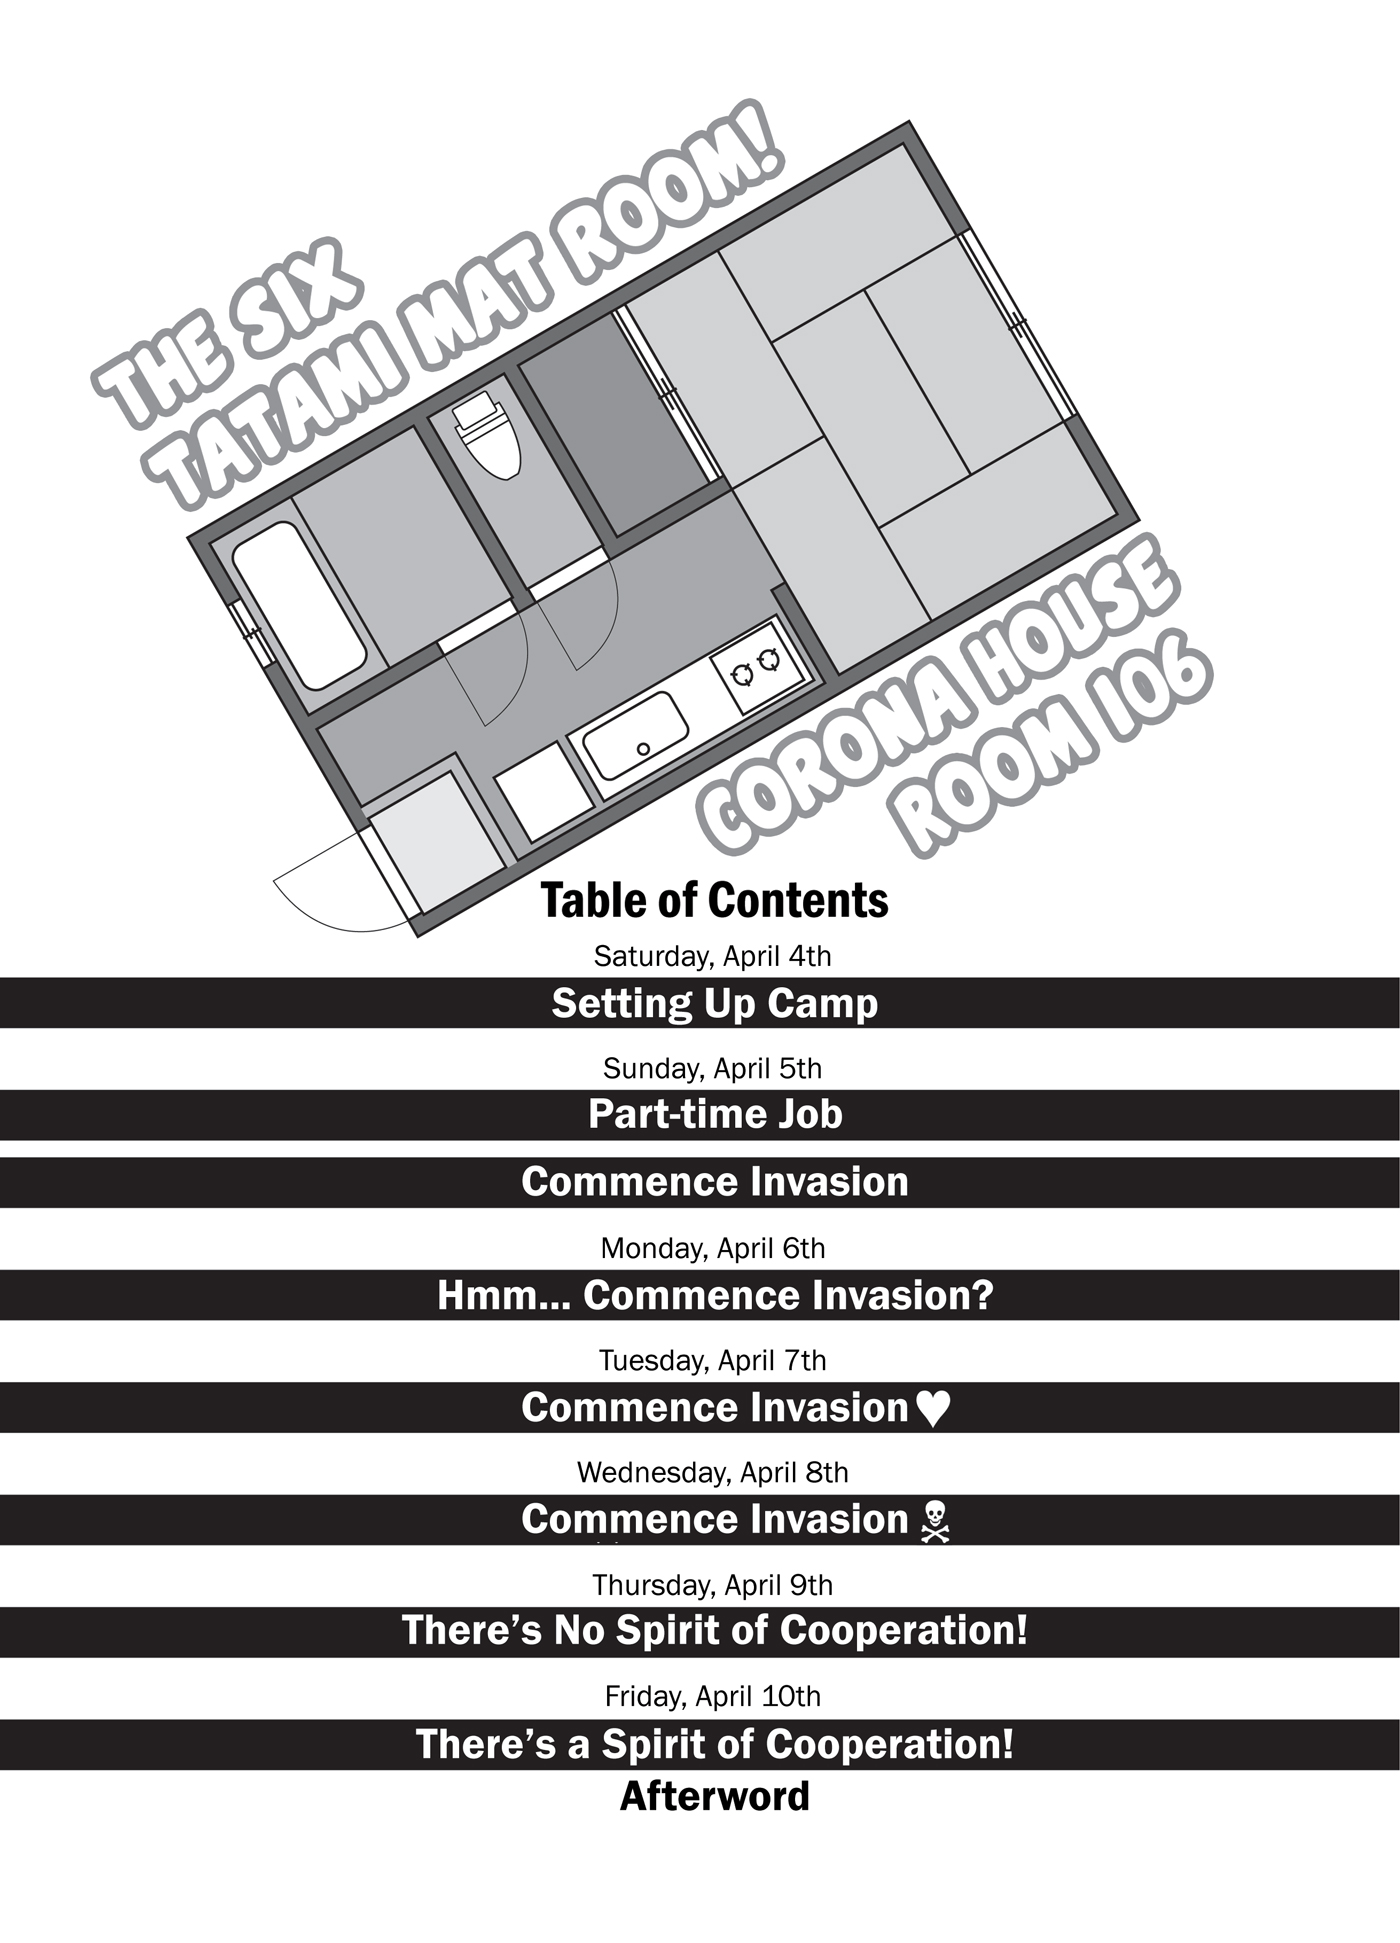 THE SIX
TATAMI MAT ROOM!
CORONA HOUSE
ROOM 106
Table of Contents
Saturday, April 4th
Setting Up Camp
Sunday, April 5th
Part-time Job
Commence Invasion
Monday, April 6th
Hmm... Commence Invasion?
Tuesday, April 7th
Commence Invasion♥
Wednesday, April 8th
Commence Invasion☠
Thursday, April 9th
There’s No Spirit of Cooperation!
Friday, April 10th
There’s a Spirit of Cooperation!
Afterword